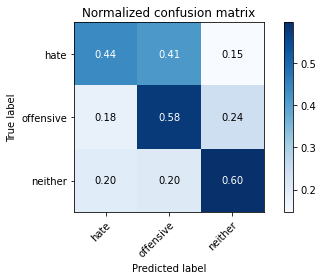 Normalized confusion matrix
True label
hate 0.44 0.41 0.15
offensive 0.18 0.58 0.24
neither 0.20 0.20 0.60
hate offensive neither
Predicted label
0.5
0.4
0.3
0.2